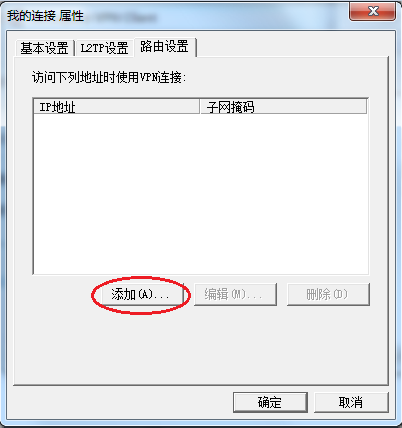 我的连接 属性
基本设置 L2TP设置 路由设置
访问下列地址时使用VPN连接:
IP地址 子网掩码
添加(A)... 编辑(M)... 删除(D)
确定 取消